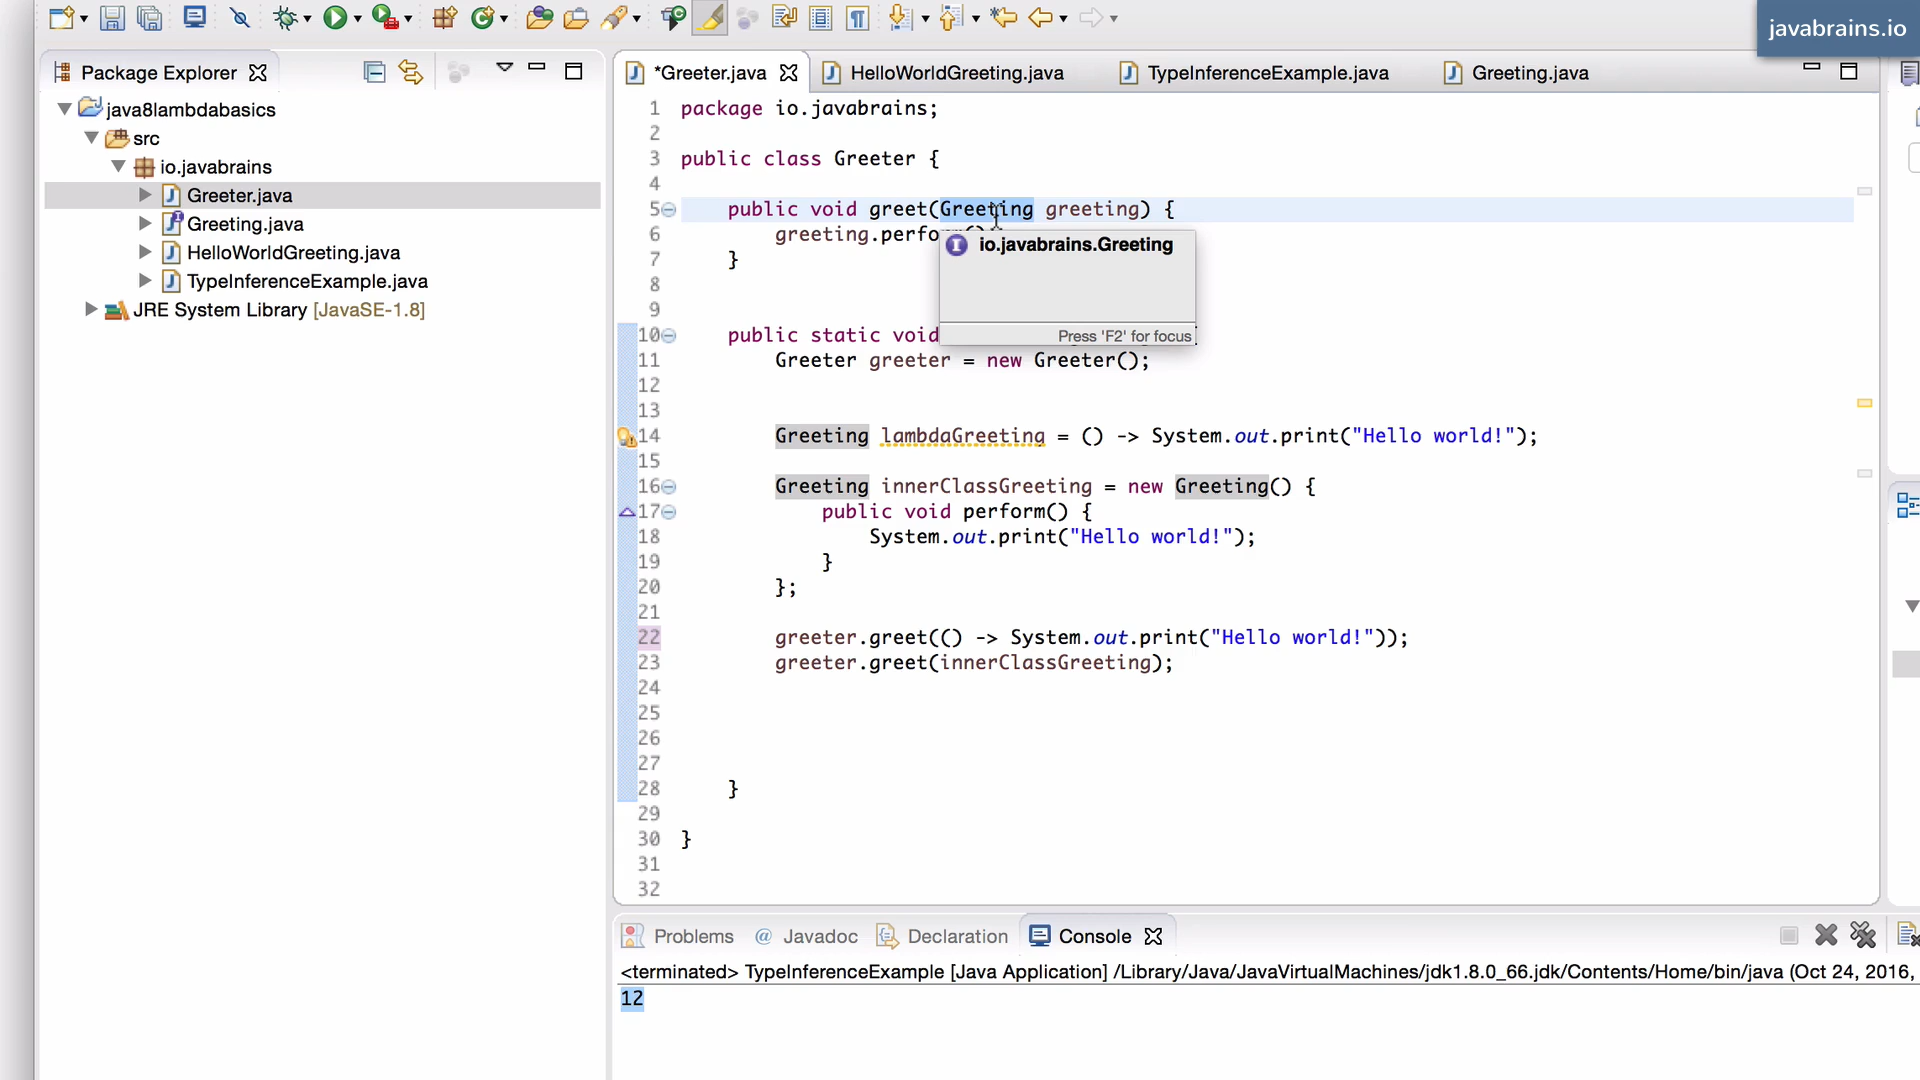 javabrains.io
Package Explorer
*Greeter.java
HelloWorldGreeting.java
TypeInferenceExample.java
Greeting.java
java8lambdabasics
src
io.javabrains
Greeter.java
Greeting.java
HelloWorldGreeting.java
TypeInferenceExample.java
JRE System Library [JavaSE-1.8]
1 package io.javabrains;
2
3 public class Greeter {
4
5 public void greet(Greeting greeting) {
6 greeting.perfo
7 }
8
9
10 public static void
11 Greeter greeter = new Greeter();
12
13
14 Greeting lambdaGreeting = () -> System.out.print("Hello world!");
15
16 Greeting innerClassGreeting = new Greeting() {
17 public void perform() {
18 System.out.print("Hello world!");
19 }
20 };
21
22 greeter.greet(() -> System.out.print("Hello world!"));
23 greeter.greet(innerClassGreeting);
24
25
26
27
28 }
29
30 }
31
32
io.javabrains.Greeting
Press 'F2' for focus
Problems @ Javadoc Declaration Console
<terminated> TypeInferenceExample [Java Application] /Library/Java/JavaVirtualMachines/jdk1.8.0_66.jdk/Contents/Home/bin/java (Oct 24, 2016,
12